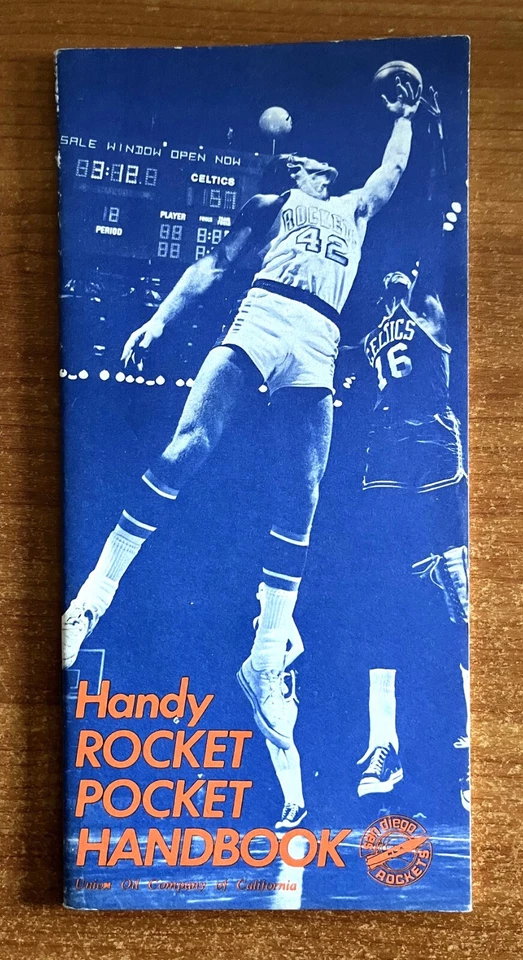 SALE WINDOW OPEN NOW
CELTICS
PERIOD
PLAYER
ROCKETS
42
CELTICS
16
Handy
ROCKET
POCKET
HANDBOOK
san diego
ROCKETS
Union Oil Company of California